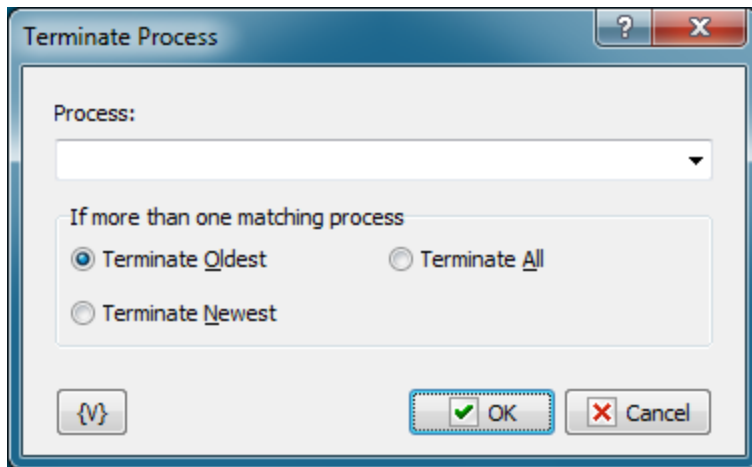 Terminate Process
?
Process:
If more than one matching process
Terminate Oldest
Terminate All
Terminate Newest
{V}
OK
Cancel